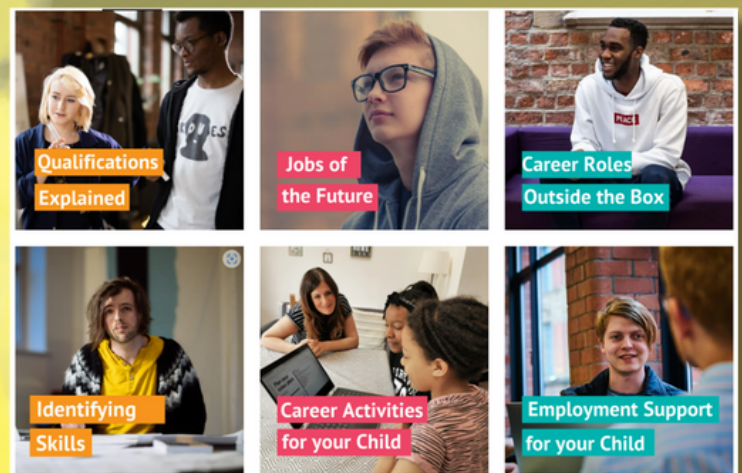 Qualifications
Explained
Jobs of
the Future
PEACE
Career Roles
Outside the Box
Identifying
Skills
Career Activities
for your Child
Employment Support
for your Child